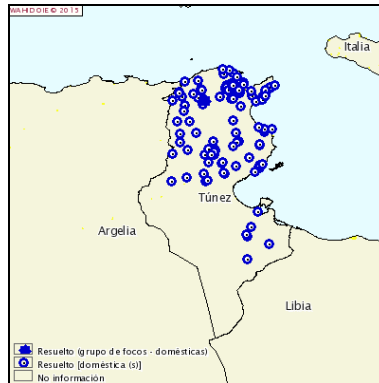 WAHID©OIE © 2015
Italia
Túnez
Argelia
Libia
Resuelto (grupo de focos - domésticas)
Resuelto [doméstica (s)]
No información